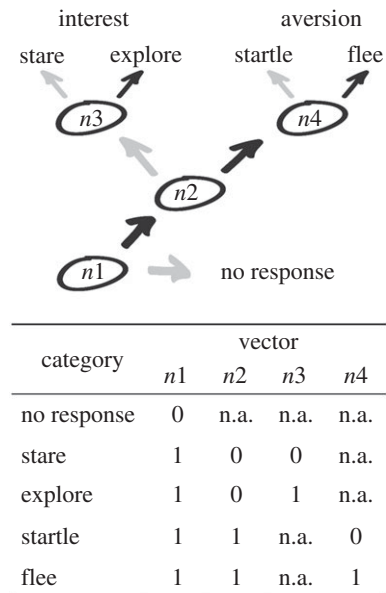 interest aversion
stare explore startle flee
n3 n4
n2
n1 no response
category vector
n1 n2 n3 n4
no response 0 n.a. n.a. n.a.
stare 1 0 0 n.a.
explore 1 0 1 n.a.
startle 1 1 n.a. 0
flee 1 1 n.a. 1